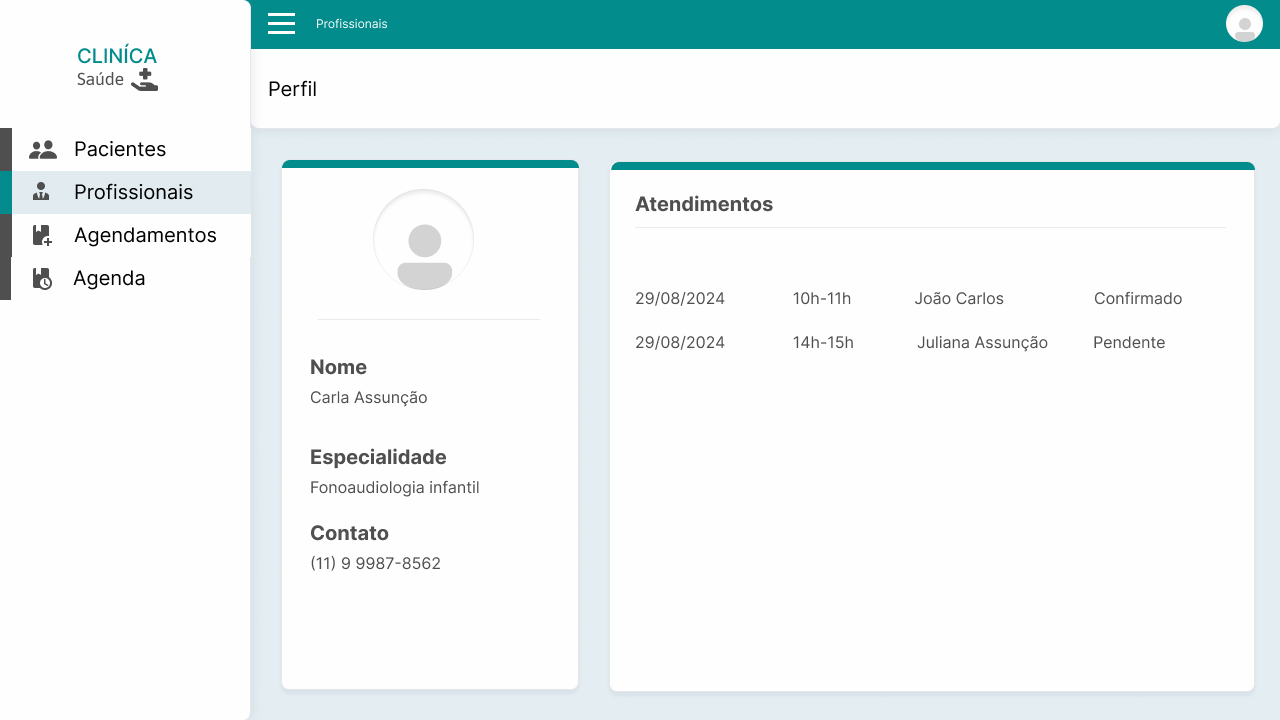 CLINÍCA
Saúde
Pacientes
Profissionais
Agendamentos
Agenda
Profissionais
Perfil
Nome
Carla Assunção
Especialidade
Fonoaudiologia infantil
Contato
(11) 9 9987-8562
Atendimentos
29/08/2024 10h-11h João Carlos Confirmado
29/08/2024 14h-15h Juliana Assunção Pendente